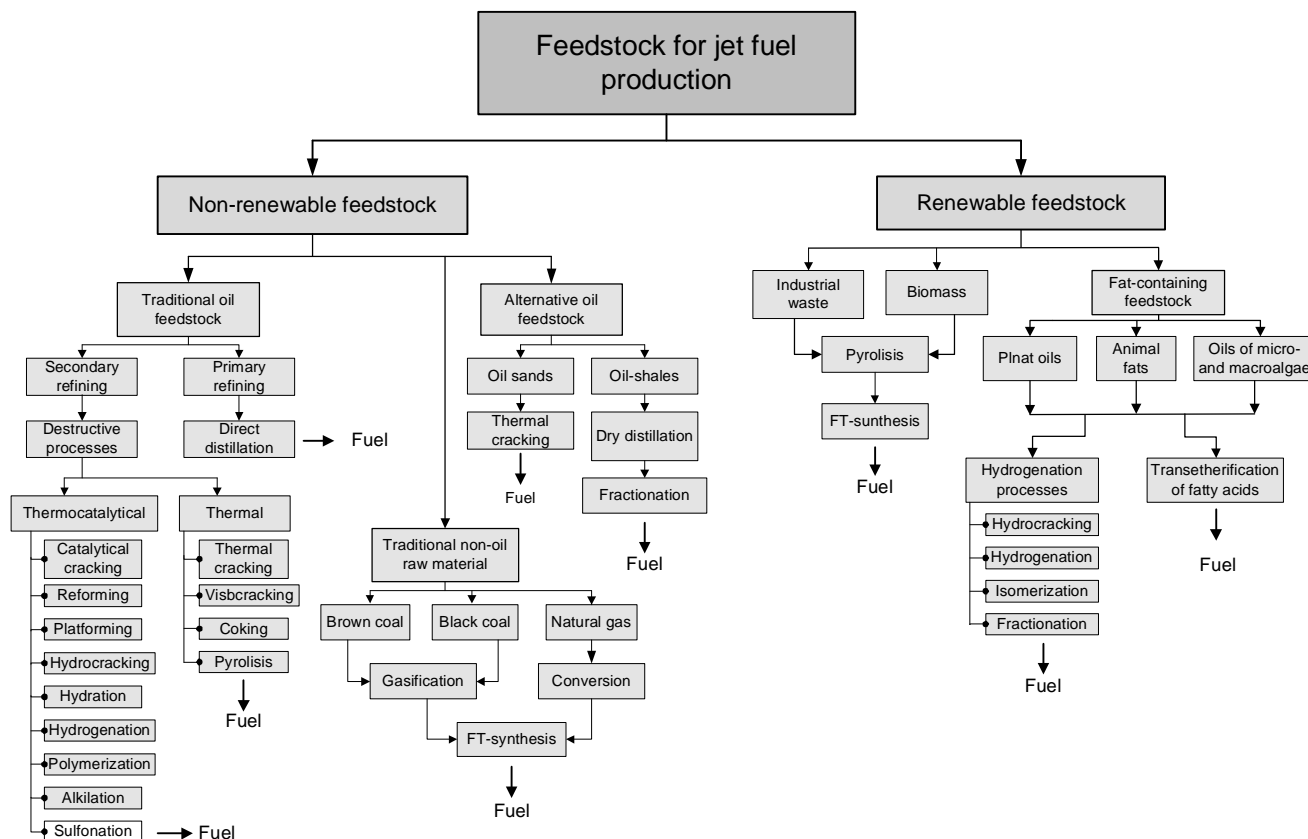 Feedstock for jet fuel
production
Non-renewable feedstock
Renewable feedstock
Traditional oil
feedstock
Alternative oil
feedstock
Industrial
waste
Biomass
Fat-containing
feedstock
Secondary
refining
Primary
refining
Oil sands
Oil-shales
Pyrolisis
Plnat oils
Animal
fats
Oils of micro-
and macroalgae
Destructive
processes
Direct
distillation
Fuel
Thermal
cracking
Dry distillation
FT-sunthesis
Fuel
Fractionation
Fuel
Hydrogenation
processes
Transetherification
of fatty acids
Fuel
Thermocatalytical
Thermal
Fuel
Hydrocracking
Hydrogenation
Isomerization
Fractionation
Fuel
Traditional non-oil
raw material
Catalytical
cracking
Reforming
Platforming
Hydrocracking
Hydration
Hydrogenation
Polymerization
Alkilation
Sulfonation
Fuel
Thermal
cracking
Visbcracking
Coking
Pyrolisis
Fuel
Brown coal
Black coal
Natural gas
Gasification
Conversion
FT-synthesis
Fuel